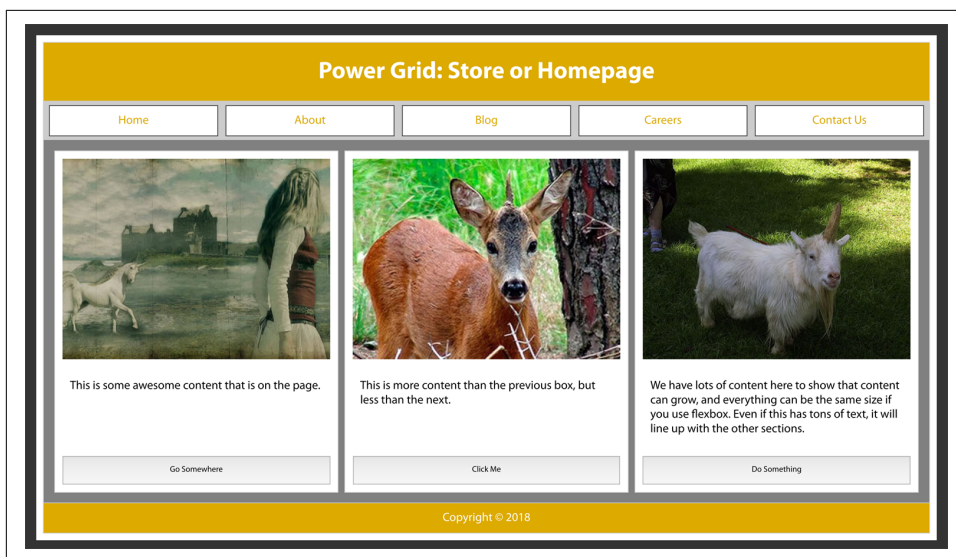 Power Grid: Store or Homepage
Home
About
Blog
Careers
Contact Us
This is some awesome content that is on the page.
This is more content than the previous box, but
less than the next.
We have lots of content here to show that content
can grow, and everything can be the same size if
you use flexbox. Even if this has tons of text, it will
line up with the other sections.
Go Somewhere
Click Me
Do Something
Copyright © 2018